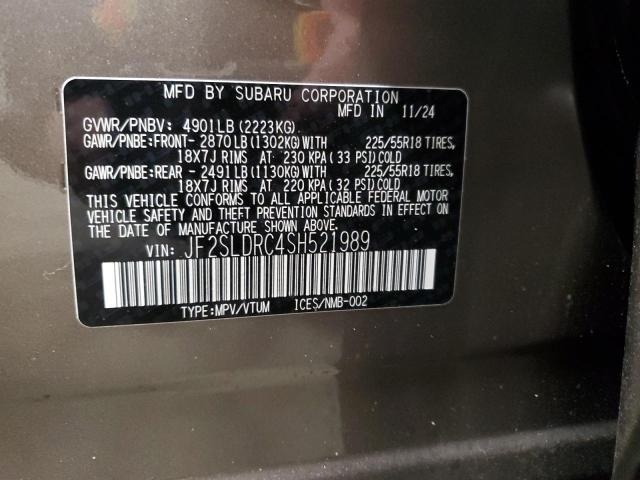 MFD BY SUBARU CORPORATION
MFD IN 11/24
GVWR/PNBV: 4901LB(2223KG).
GAWR/PNBE:FRONT- 2870LB(1302KG)WITH 225/55R18 TIRES,
18X7J RIMS AT 230 KPA(33 PSI)COLD
GAWR/PNBE:REAR - 2491LB(1130KG)WITH 225/55R18 TIRES,
18X7J RIMS AT 220 KPA(32 PSI)COLD
THIS VEHICLE CONFORMS TO ALL APPLICABLE FEDERAL MOTOR
VEHICLE SAFETY AND THEFT PREVENTION STANDARDS IN EFFECT ON
THE DATE OF MANUFACTURE SHOWN ABOVE.
VIN: JF2SLDRC4SH521989
TYPE:MPV/VTUM ICES/NMB-002